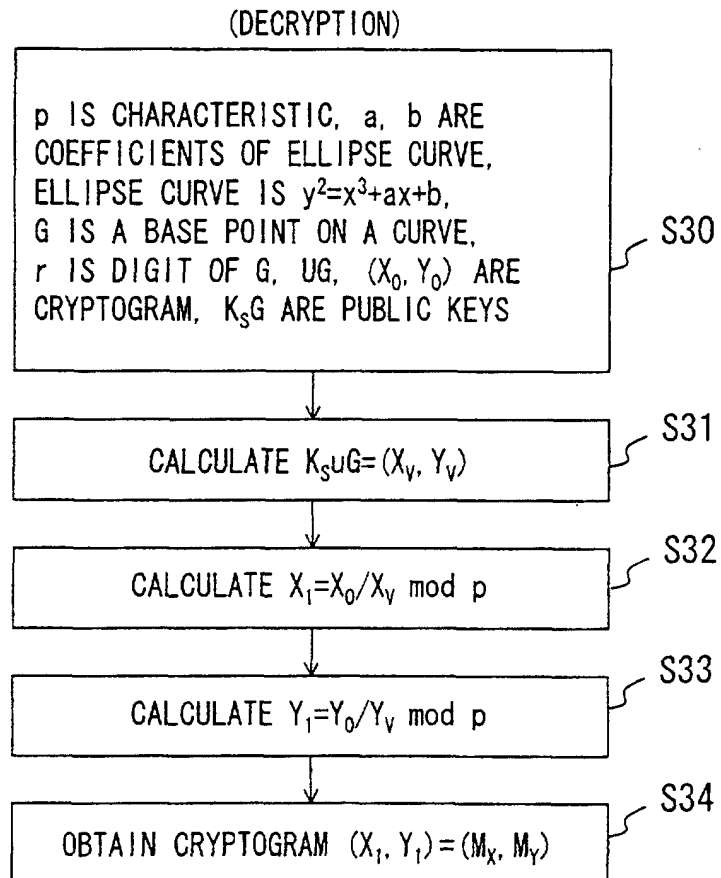 (DECRYPTION)
p IS CHARACTERISTIC, a, b ARE
COEFFICIENTS OF ELLIPSE CURVE,
ELLIPSE CURVE IS y²=x³+ax+b,
G IS A BASE POINT ON A CURVE,
r IS DIGIT OF G, UG, (X₀, Y₀) ARE
CRYPTOGRAM, KₛG ARE PUBLIC KEYS
S30
S31
CALCULATE KₛuG=(Xᵥ, Yᵥ)
S32
CALCULATE X₁=X₀/Xᵥ mod p
S33
CALCULATE Y₁=Y₀/Yᵥ mod p
S34
OBTAIN CRYPTOGRAM (X₁, Y₁)=(Mₓ, Mᵧ)